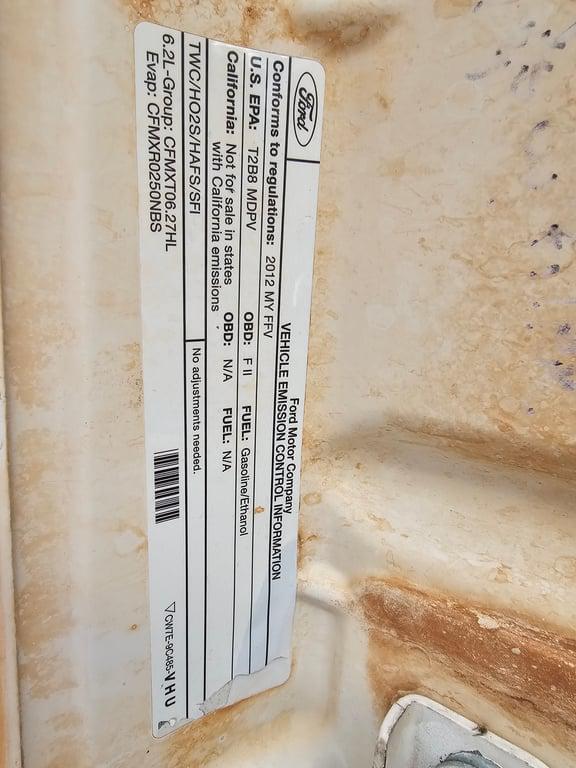 Ford
Ford Motor Company
VEHICLE EMISSION CONTROL INFORMATION
Conforms to regulations: 2012 MY FFV
U.S. EPA: T2B8 MDPV OBD: F II FUEL: Gasoline/Ethanol
California: Not for sale in states with California emissions. OBD: N/A FUEL: N/A
TWC/HO2S/HAFS/SFI
No adjustments needed.
6.2L-Group: CFMXT06.27HL
Evap: CFMXR0250NBS
▽ CW7E-9C485-VHU